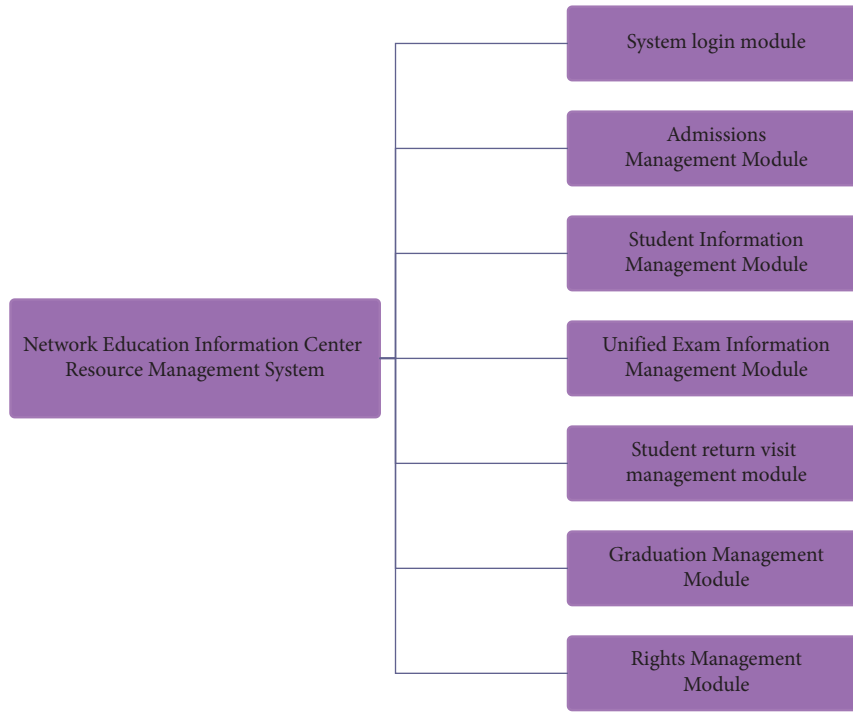 System login module
Admissions
Management Module
Student Information
Management Module
Network Education Information Center
Resource Management System
Unified Exam Information
Management Module
Student return visit
management module
Graduation Management
Module
Rights Management
Module